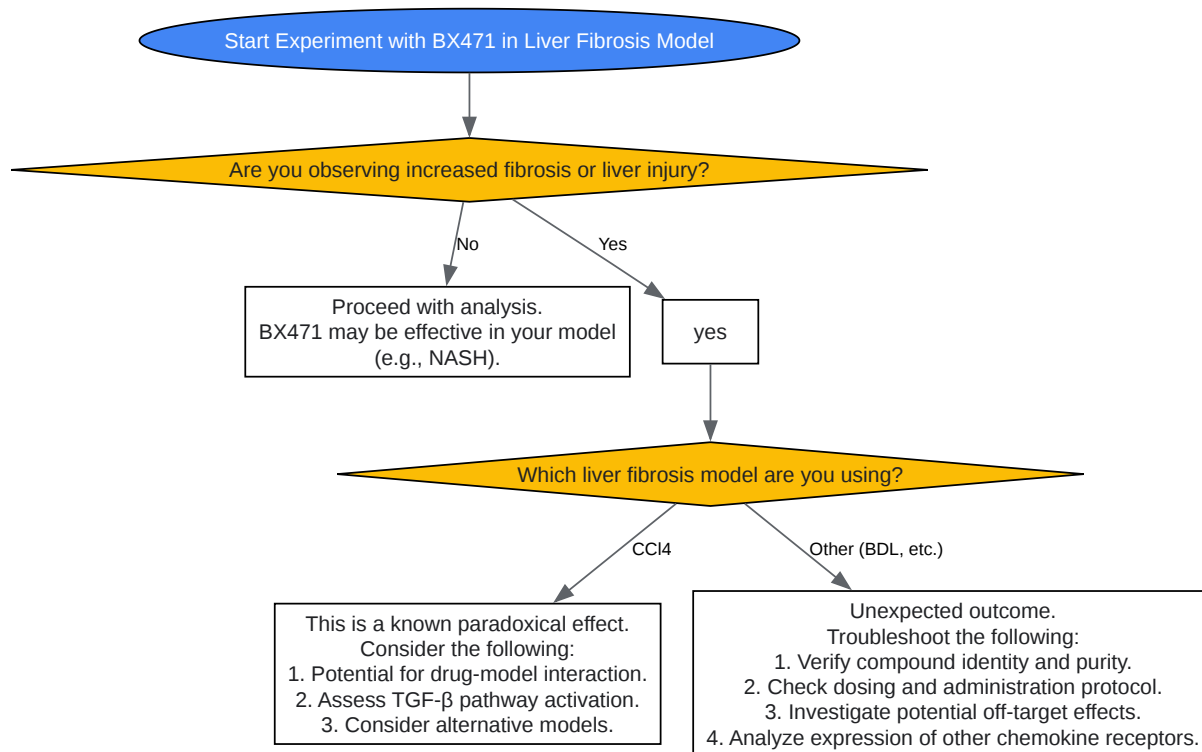 Start Experiment with BX471 in Liver Fibrosis Model
Are you observing increased fibrosis or liver injury?
No
Yes
Proceed with analysis.
BX471 may be effective in your model
(e.g., NASH).
yes
Which liver fibrosis model are you using?
CCl4
Other (BDL, etc.)
This is a known paradoxical effect.
Consider the following:
1. Potential for drug-model interaction.
2. Assess TGF-β pathway activation.
3. Consider alternative models.
Unexpected outcome.
Troubleshoot the following:
1. Verify compound identity and purity.
2. Check dosing and administration protocol.
3. Investigate potential off-target effects.
4. Analyze expression of other chemokine receptors.